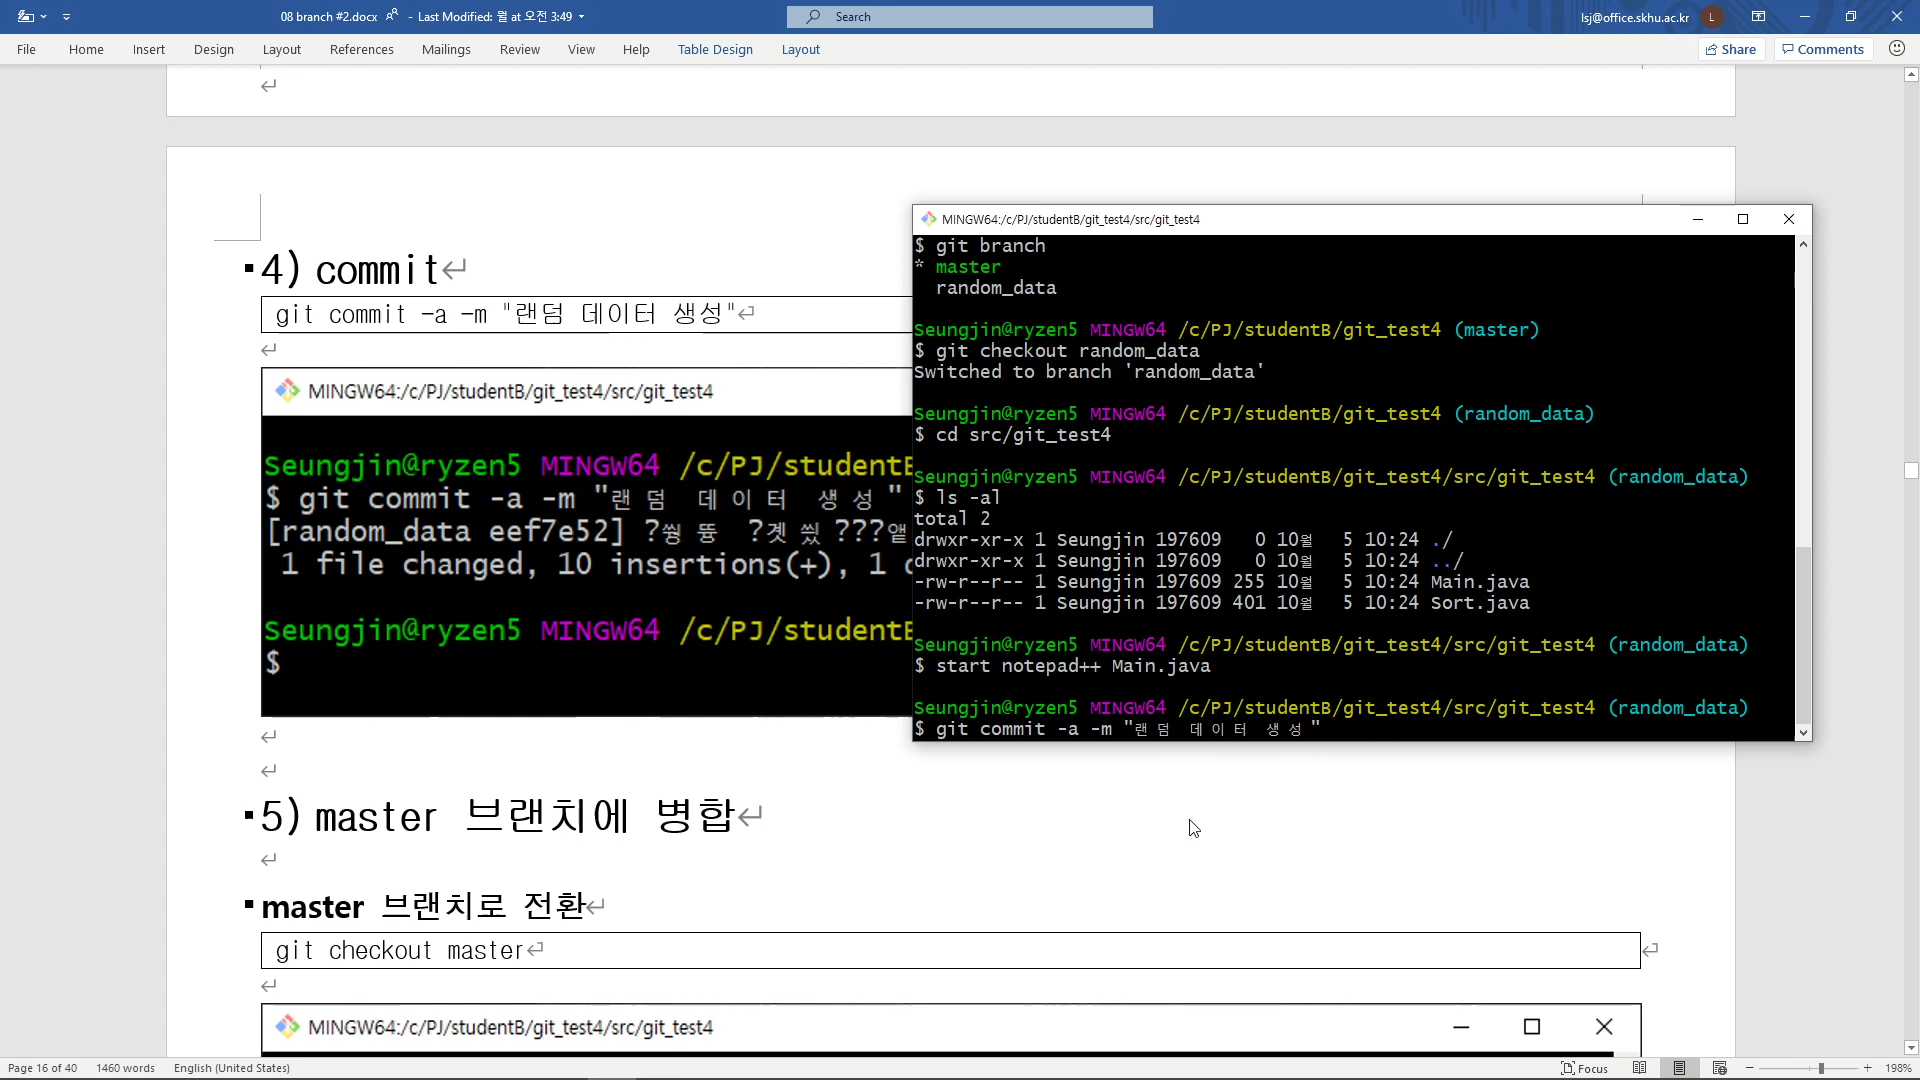 08 branch #2.docx - Last Modified: 월 at 오전 3:49
Search
lsj@office.skhu.ac.kr
L
File Home Insert Design Layout References Mailings Review View Help Table Design Layout
Share Comments
4) commit
git commit -a -m "랜덤 데이터 생성"
MINGW64:/c/PJ/studentB/git_test4/src/git_test4
Seungjin@ryzen5 MINGW64 /c/PJ/studentB
$ git commit -a -m "랜덤 데이터 생성"
[random_data eef7e52]
1 file changed, 10 insertions(+), 1
Seungjin@ryzen5 MINGW64 /c/PJ/studentB
$
MINGW64:/c/PJ/studentB/git_test4/src/git_test4
$ git branch
* master
random_data
Seungjin@ryzen5 MINGW64 /c/PJ/studentB/git_test4 (master)
$ git checkout random_data
Switched to branch 'random_data'
Seungjin@ryzen5 MINGW64 /c/PJ/studentB/git_test4 (random_data)
$ cd src/git_test4
Seungjin@ryzen5 MINGW64 /c/PJ/studentB/git_test4/src/git_test4 (random_data)
$ ls -al
total 2
drwxr-xr-x 1 Seungjin 197609 0 10월 5 10:24 ./
drwxr-xr-x 1 Seungjin 197609 0 10월 5 10:24 ../
-rw-r--r-- 1 Seungjin 197609 255 10월 5 10:24 Main.java
-rw-r--r-- 1 Seungjin 197609 401 10월 5 10:24 Sort.java
Seungjin@ryzen5 MINGW64 /c/PJ/studentB/git_test4/src/git_test4 (random_data)
$ start notepad++ Main.java
Seungjin@ryzen5 MINGW64 /c/PJ/studentB/git_test4/src/git_test4 (random_data)
$ git commit -a -m "랜덤 데이터 생성"
5) master 브랜치에 병합
master 브랜치로 전환
git checkout master
MINGW64:/c/PJ/studentB/git_test4/src/git_test4
Page 16 of 40 1460 words English (United States)
Focus
198%